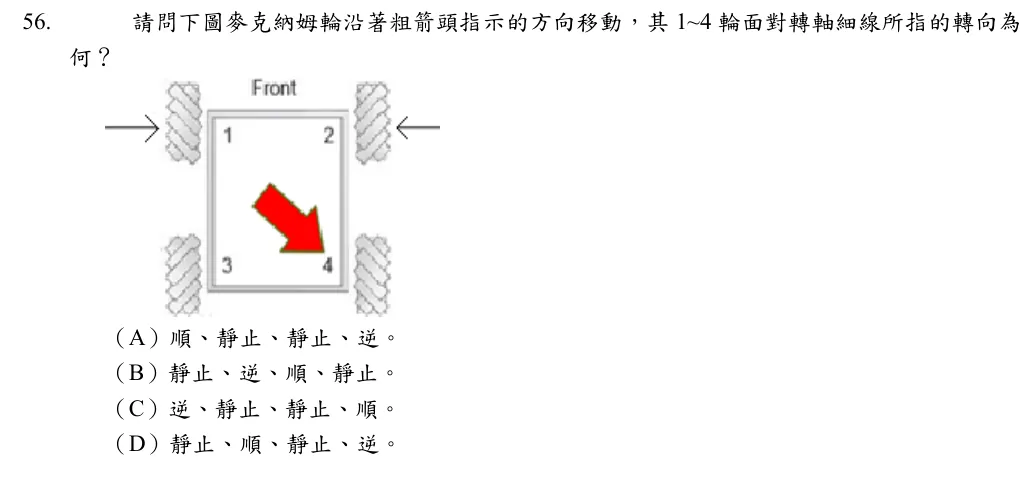 56. 請問下圖麥克納姆輪沿著粗箭頭指示的方向移動,其 1~4 輪面對轉軸細線所指的轉向為
何?
Front
1 2
3 4
(A)順、靜止、靜止、逆。
(B)靜止、逆、順、靜止。
(C)逆、靜止、靜止、順。
(D)靜止、順、靜止、逆。